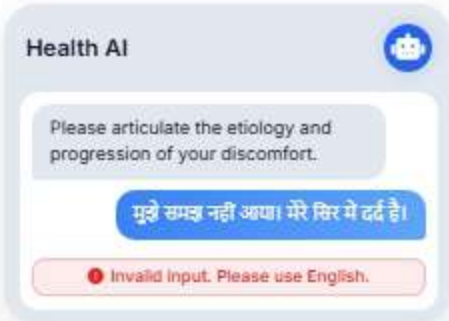 Health AI
Please articulate the etiology and
progression of your discomfort.
मुझे समझ नहीं आया। मेरे सिर में दर्द है।
Invalid input. Please use English.